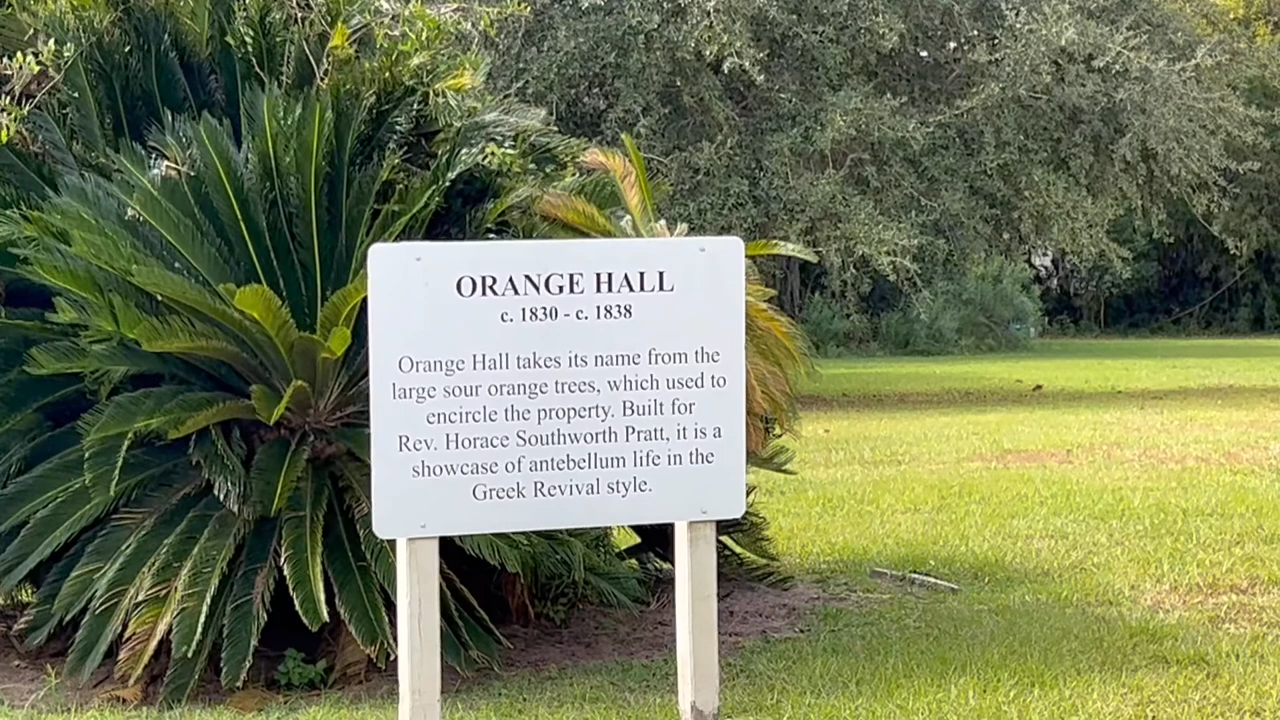 ORANGE HALL
c. 1830 - c. 1838
Orange Hall takes its name from the
large sour orange trees, which used to
encircle the property. Built for
Rev. Horace Southworth Pratt, it is a
showcase of antebellum life in the
Greek Revival style.